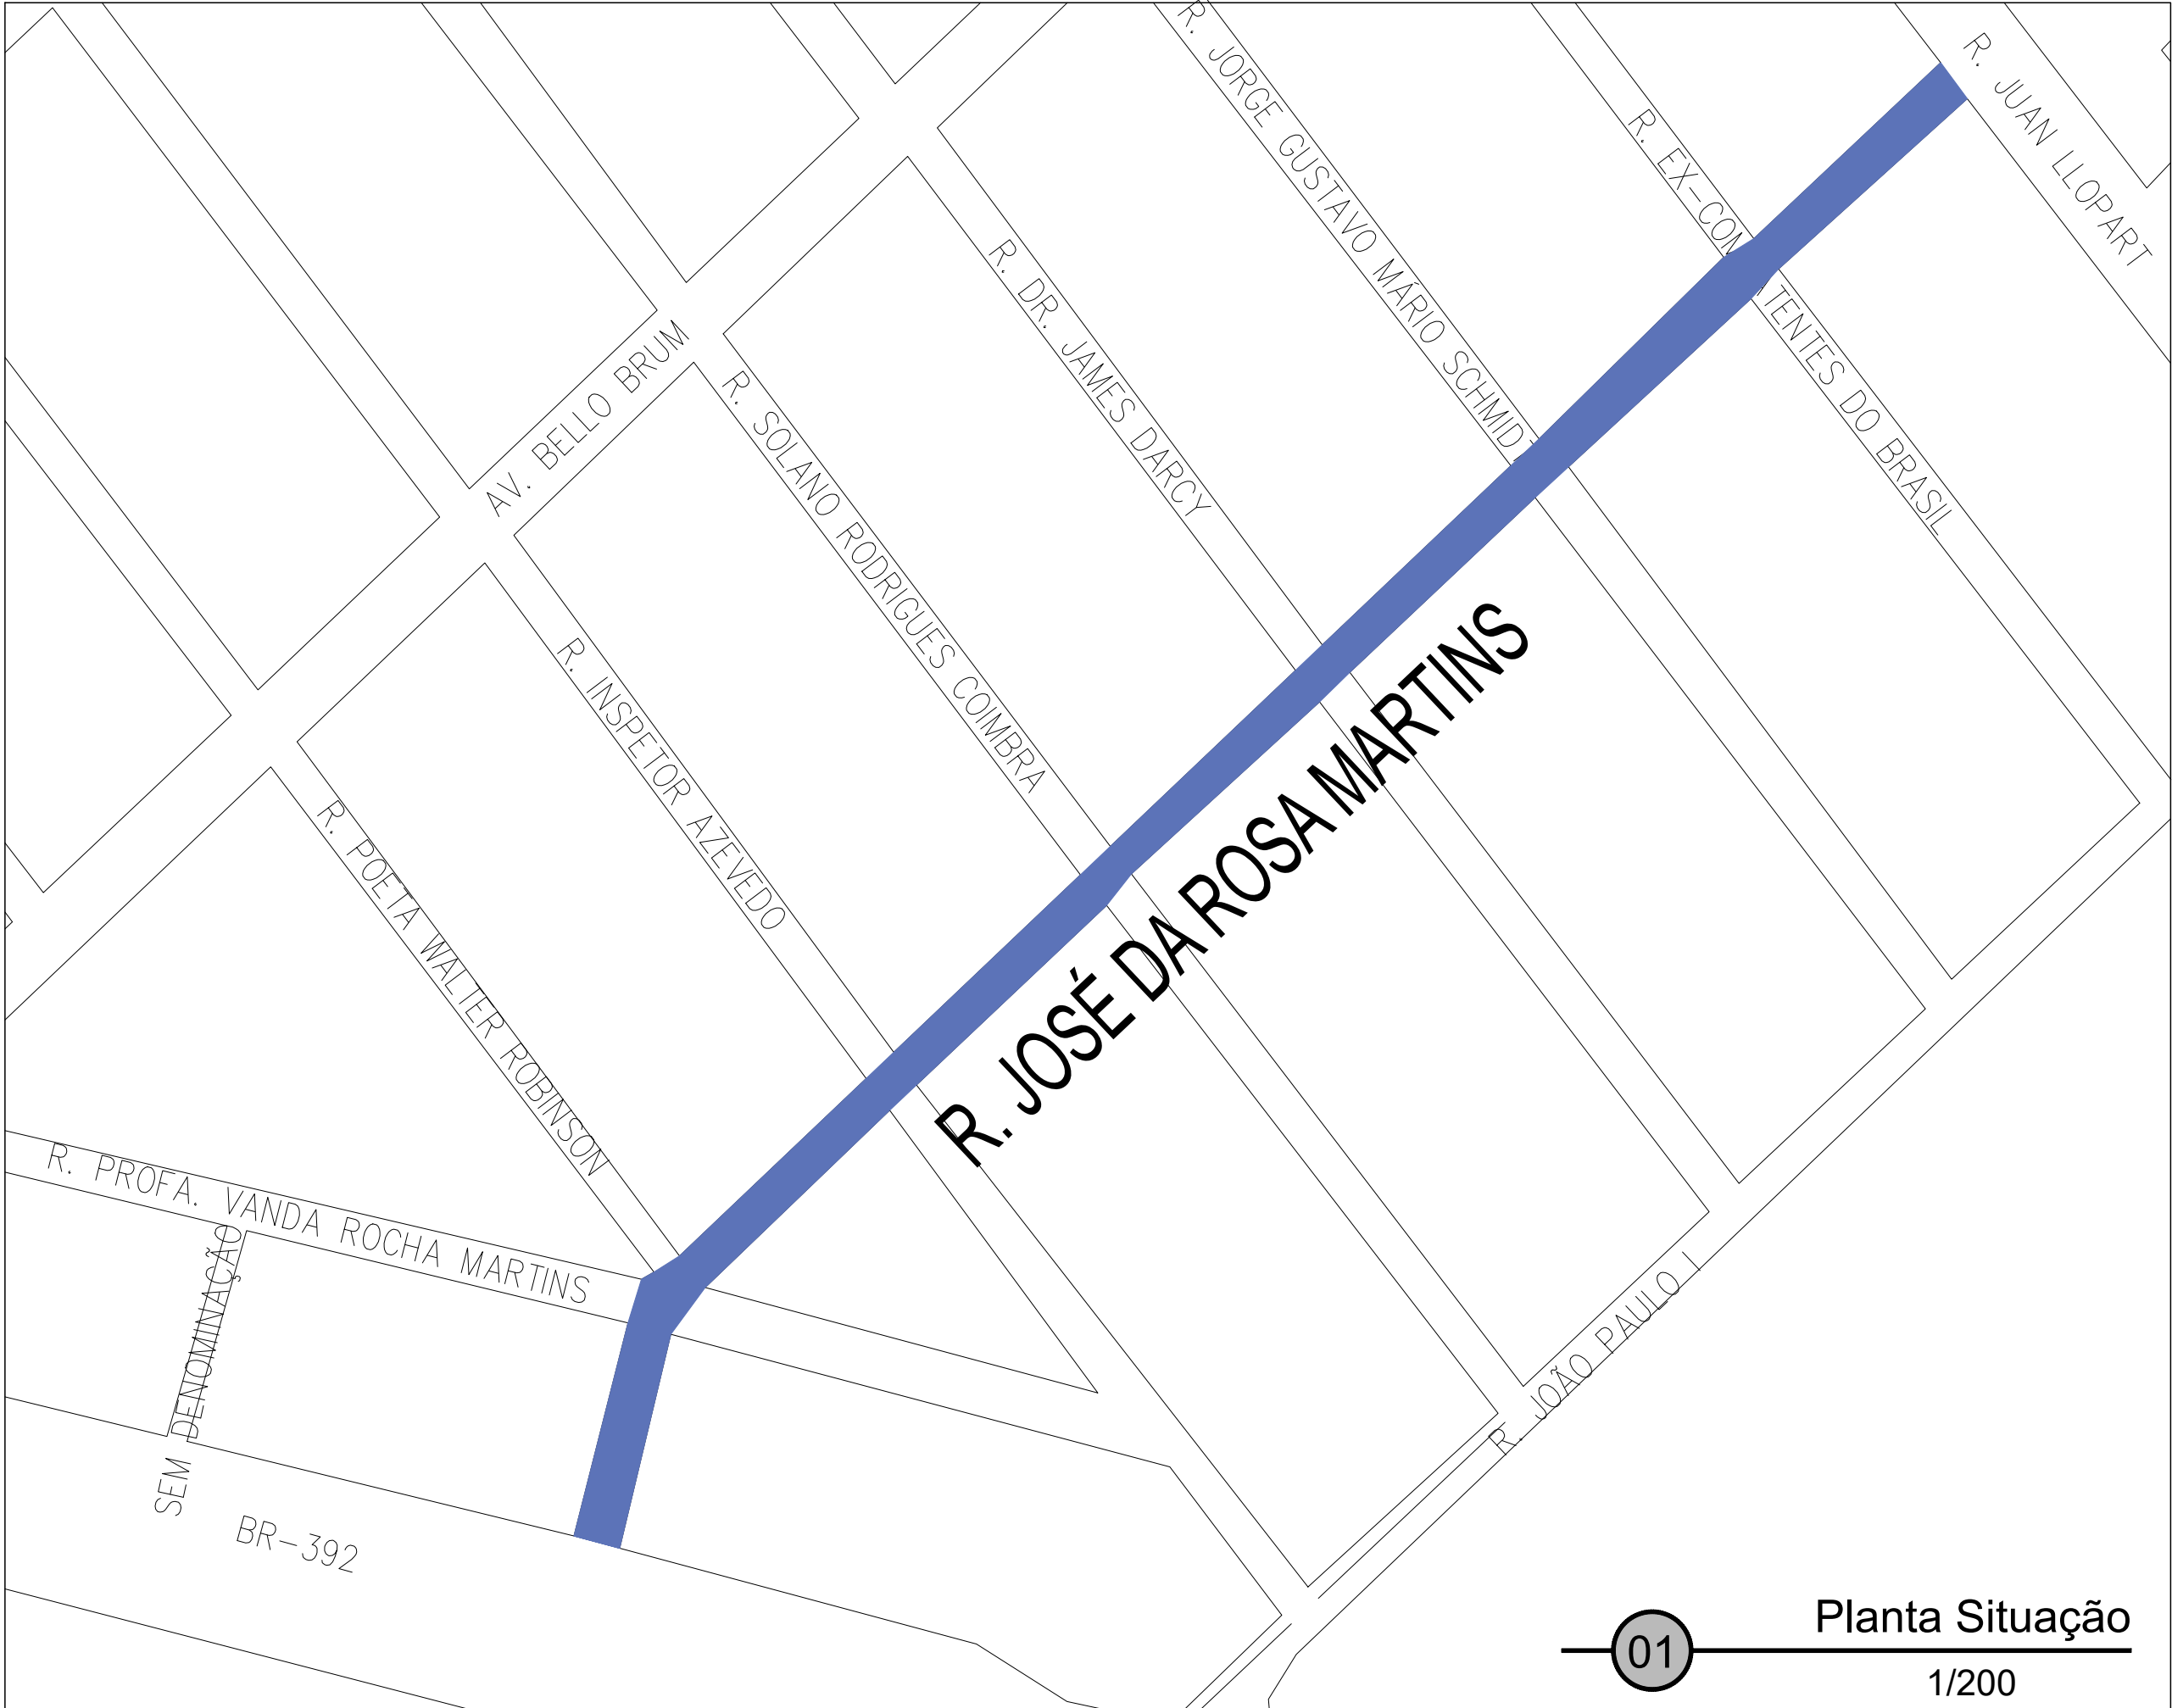 R. JUAN LLOPART
R. JORGE GUSTAVO MÁRIO SCHMIDT
R. EX-COM TENTES DO BRASIL
R. DR. JAMES DARCY
AV. BELLO BRUM
R. SOLANO RODRIGUES COIMBRA
R. INSPETOR AZEVEDO
R. JOSÉ DA ROSA MARTINS
R. POETA WALTER ROBINSON
R. PROFA. VANDA ROCHA MARTINS
SEM DENOMINAÇÃO
R. JOÃO PAULO I
BR-392
01
Planta Situação
1/200